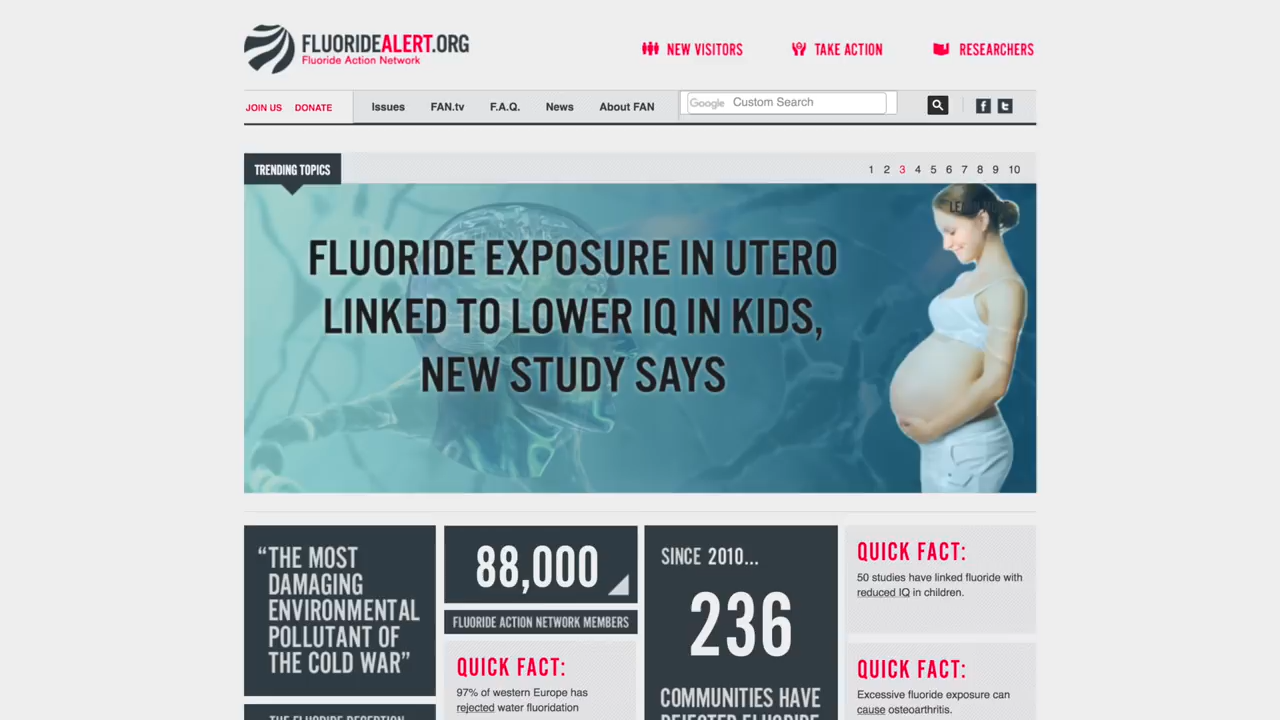 FLUORIDEALERT.ORG
Fluoride Action Network
NEW VISITORS
TAKE ACTION
RESEARCHERS
JOIN US DONATE
Issues FAN.tv F.A.Q. News About FAN
Google Custom Search
TRENDING TOPICS
1 2 3 4 5 6 7 8 9 10
FLUORIDE EXPOSURE IN UTERO
LINKED TO LOWER IQ IN KIDS,
NEW STUDY SAYS
“THE MOST
DAMAGING
ENVIRONMENTAL
POLLUTANT OF
THE COLD WAR”
THE FLUORIDE DECEPTION
88,000
FLUORIDE ACTION NETWORK MEMBERS
QUICK FACT:
97% of western Europe has
rejected water fluoridation
SINCE 2010...
236
COMMUNITIES HAVE
REJECTED FLUORIDE
QUICK FACT:
50 studies have linked fluoride with
reduced IQ in children.
QUICK FACT:
Excessive fluoride exposure can
cause osteoarthritis.